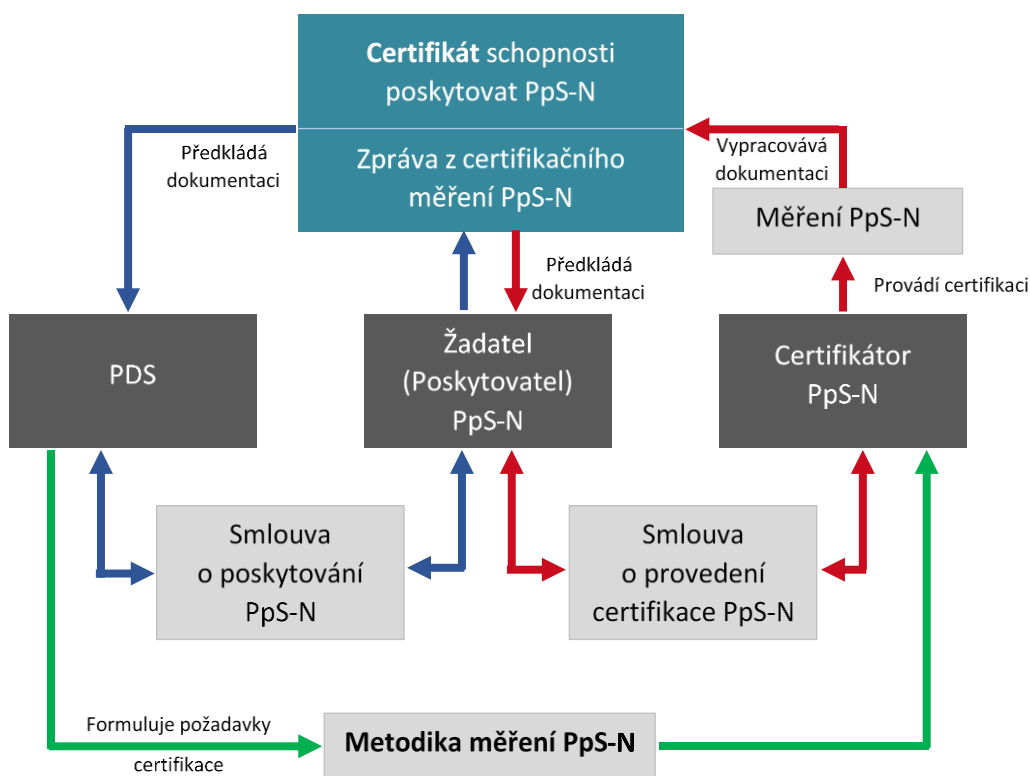 Certifikát schopnosti
poskytovat PpS-N
Zpráva z certifikačního
měření PpS-N
Předkládá
dokumentaci
Vypracovává
dokumentaci
Měření PpS-N
Předkládá
dokumentaci
Provádí certifikaci
PDS
Žadatel
(Poskytovatel)
PpS-N
Certifikátor
PpS-N
Smlouva
o poskytování
PpS-N
Smlouva
o provedení
certifikace PpS-N
Formuluje požadavky
certifikace
Metodika měření PpS-N